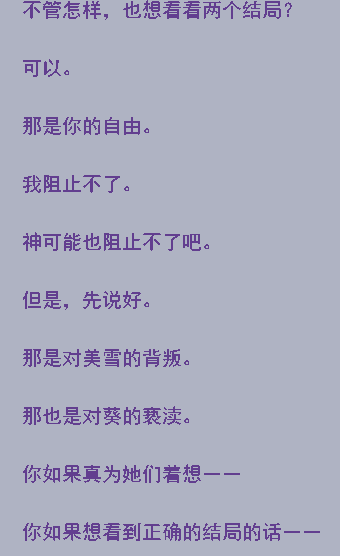 不管怎样，也想看看两个结局？
可以。
那是你的自由。
我阻止不了。
神可能也阻止不了吧。
但是，先说好。
那是对美雪的背叛。
那也是对葵的亵渎。
你如果真为她们着想——
你如果想看到正确的结局的话——